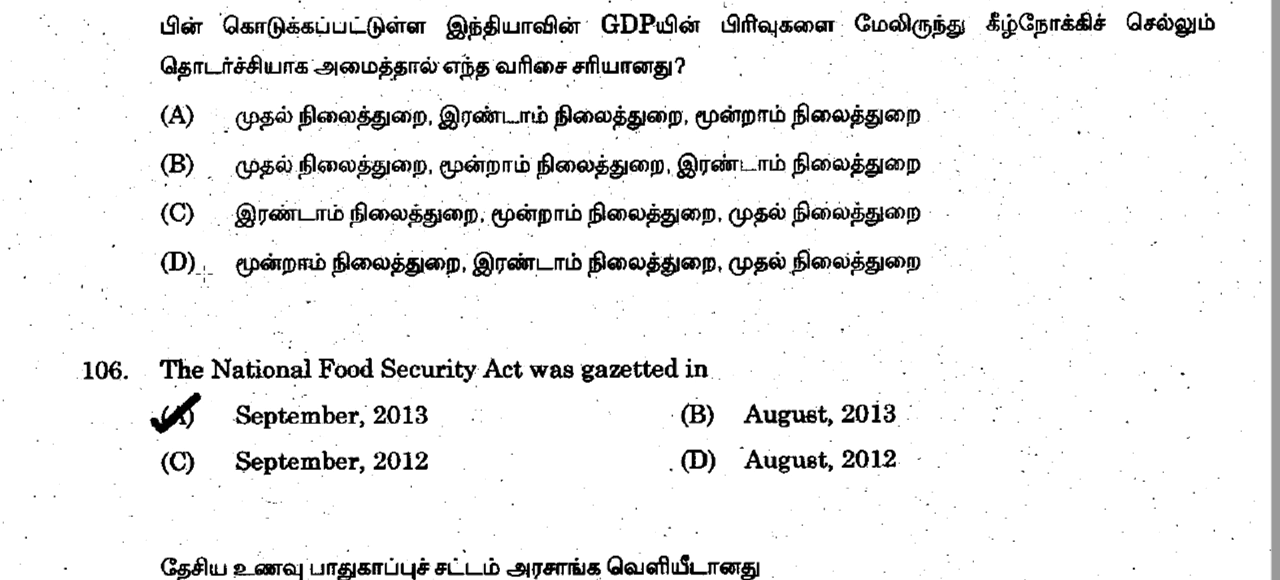 பின் கொடுக்கப்பட்டுள்ள இந்தியாவின் GDPயின் பிரிவுகளை மேலிருந்து கீழ்நோக்கிச் செல்லும்
தொடர்ச்சியாக அமைத்தால் எந்த வரிசை சரியானது?
(A) முதல் நிலைத்துறை, இரண்டாம் நிலைத்துறை, மூன்றாம் நிலைத்துறை
(B) முதல் நிலைத்துறை, மூன்றாம் நிலைத்துறை, இரண்டாம் நிலைத்துறை
(C) இரண்டாம் நிலைத்துறை, மூன்றாம் நிலைத்துறை, முதல் நிலைத்துறை
(D) மூன்றாம் நிலைத்துறை, இரண்டாம் நிலைத்துறை, முதல் நிலைத்துறை
106. The National Food Security Act was gazetted in
(A) September, 2013 (B) August, 2013
(C) September, 2012 (D) August, 2012
தேசிய உணவு பாதுகாப்புச் சட்டம் அரசாங்க வெளியீடானது